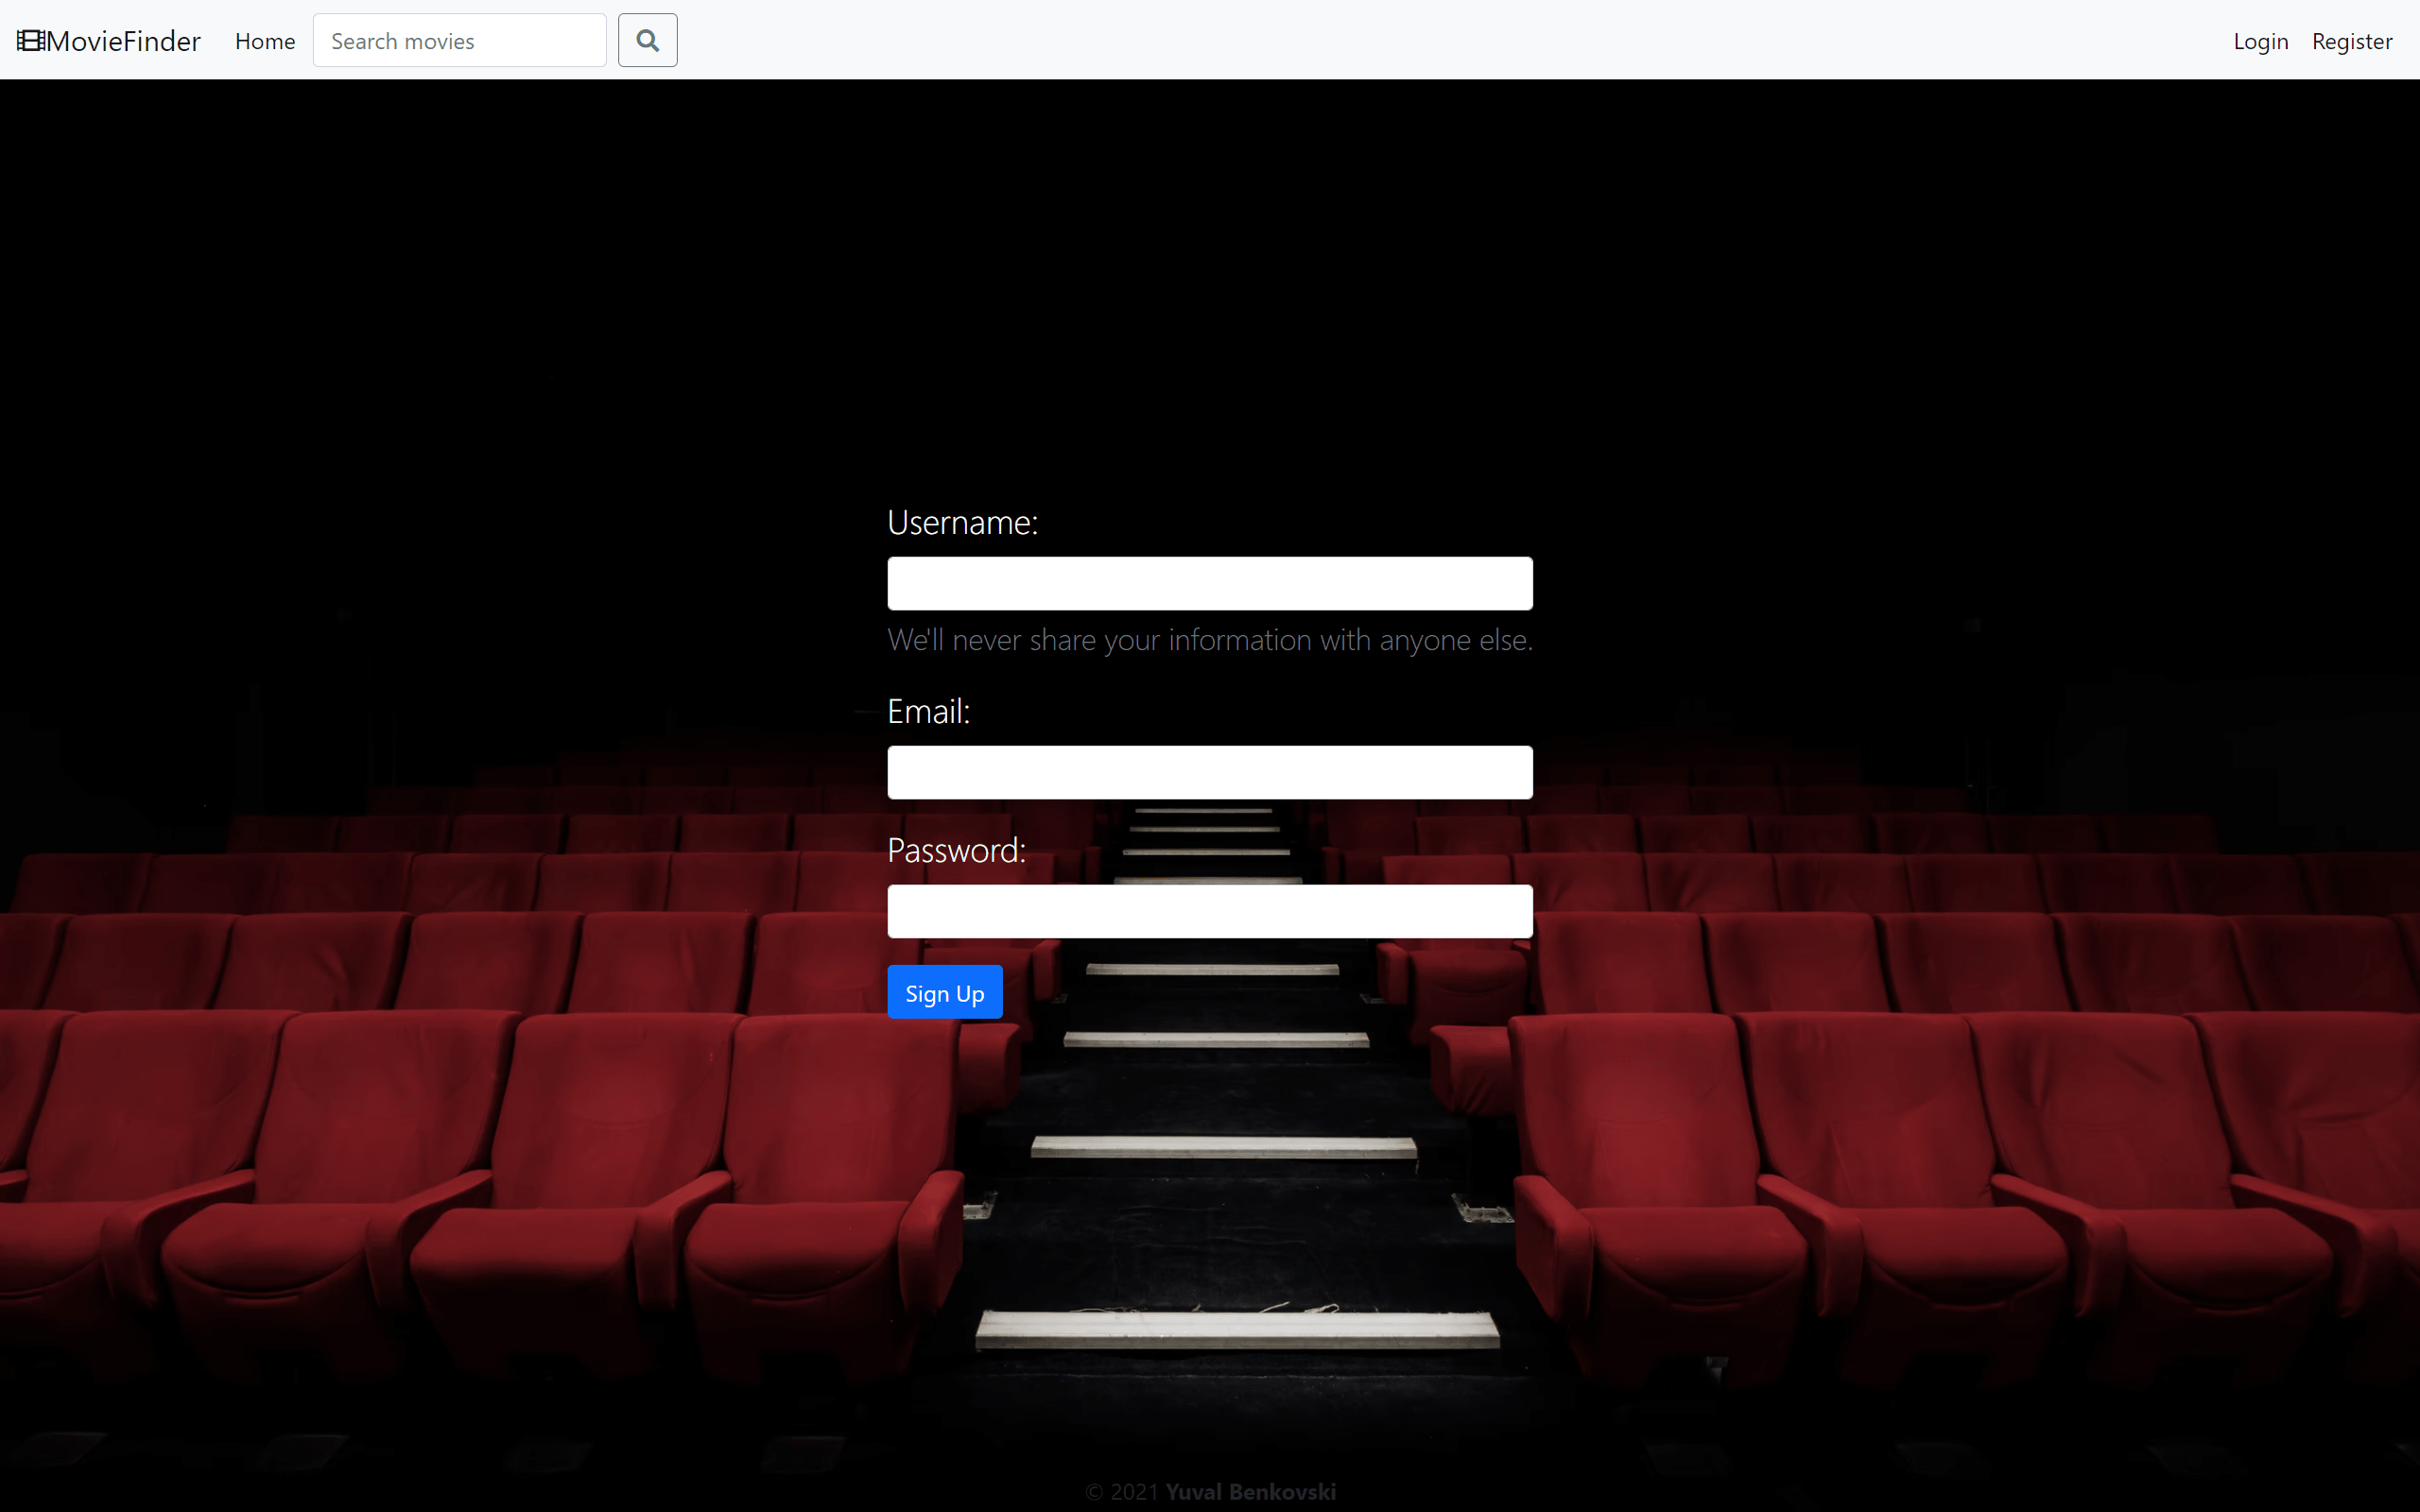 MovieFinder Home Search movies Login Register
Username:
We'll never share your information with anyone else.
Email:
Password:
Sign Up
© 2021 Yuval Benkovski